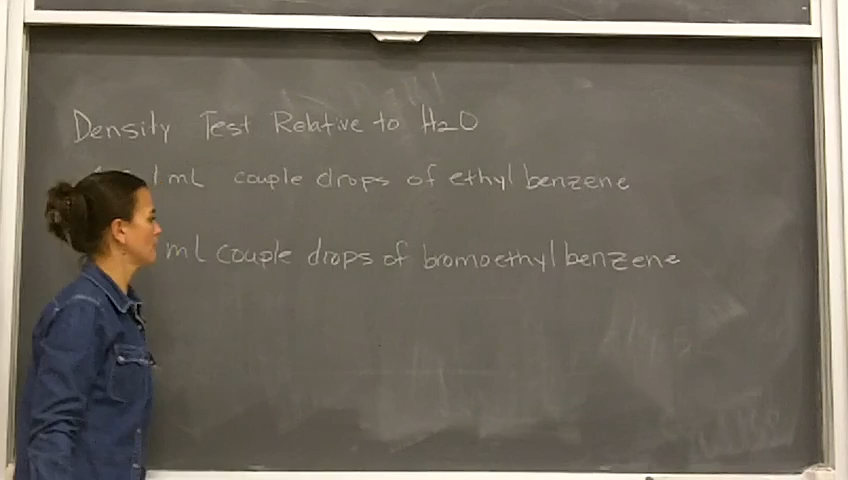 Density Test Relative to H2O
1 mL couple drops of ethyl benzene
mL couple drops of bromoethyl benzene